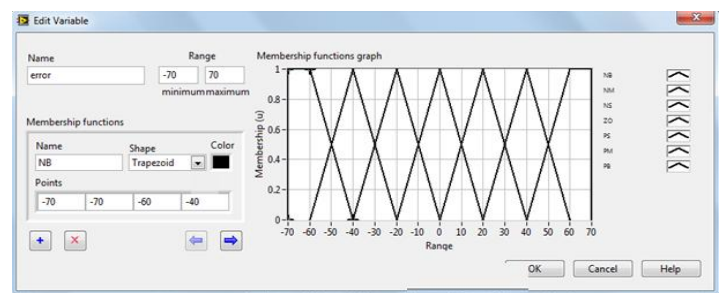 Edit Variable
Name
Range
Membership functions graph
error
-70
70
minimum
maximum
Membership functions
Name
Shape
Color
NB
Trapezoid
Points
-70
-70
-60
-40
Membership (u)
1
0.8
0.6
0.4
0.2
0
-70 -60 -50 -40 -30 -20 -10 0 10 20 30 40 50 60 70
Range
NB
NM
NS
ZO
PS
PM
PB
OK
Cancel
Help